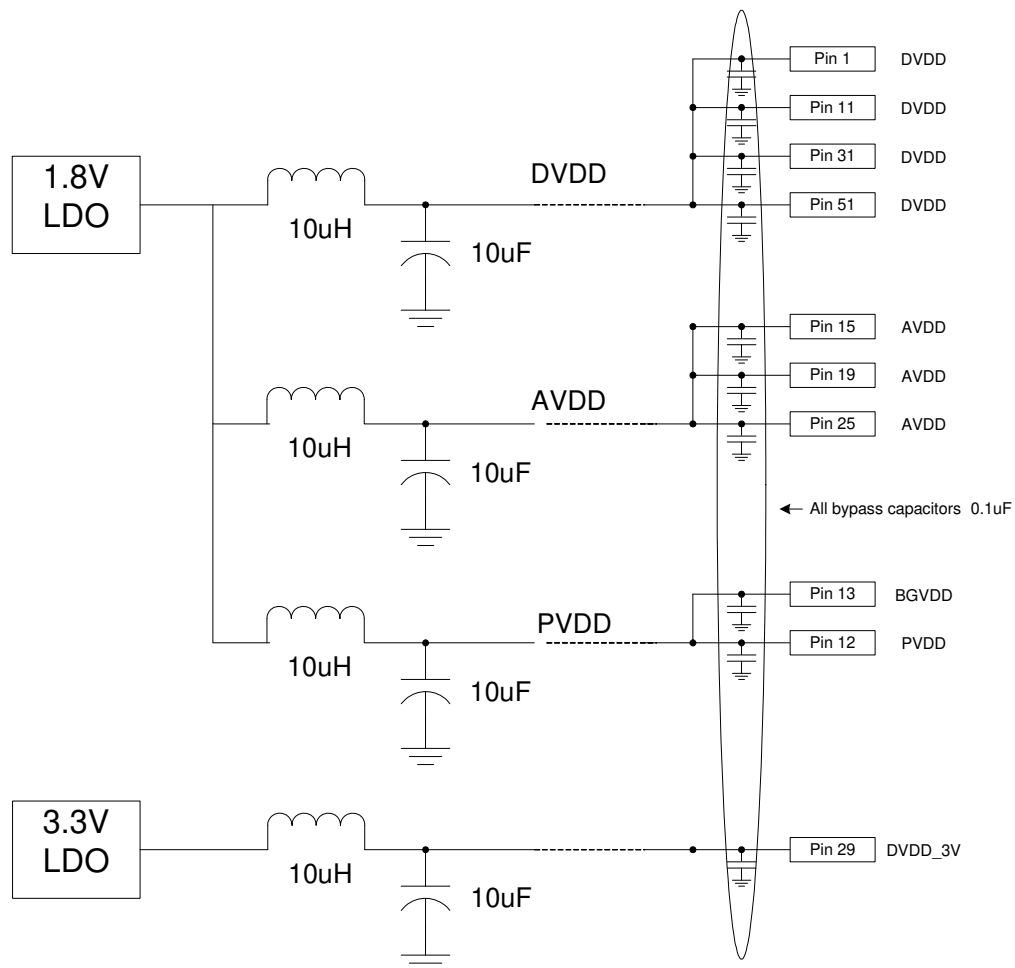 Pin 1 DVDD
Pin 11 DVDD
Pin 31 DVDD
Pin 51 DVDD
1.8V
LDO
DVDD
10uH
10uF
Pin 15 AVDD
Pin 19 AVDD
Pin 25 AVDD
AVDD
10uH
10uF
All bypass capacitors 0.1uF
Pin 13 BGVDD
Pin 12 PVDD
PVDD
10uH
10uF
3.3V
LDO
10uH
10uF
Pin 29 DVDD_3V